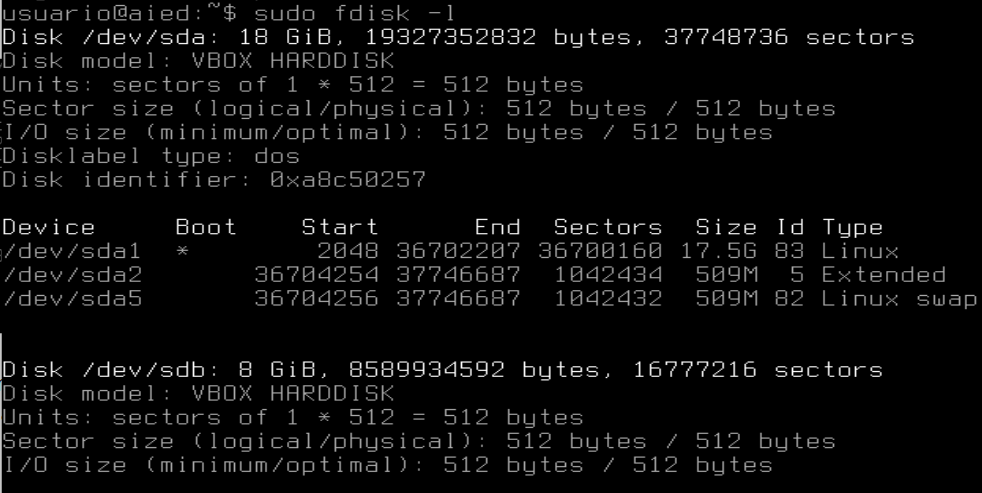 usuario@aied:~$ sudo fdisk -l
Disk /dev/sda: 18 GiB, 19327352832 bytes, 37748736 sectors
Disk model: VBOX HARDDISK
Units: sectors of 1 * 512 = 512 bytes
Sector size (logical/physical): 512 bytes / 512 bytes
I/O size (minimum/optimal): 512 bytes / 512 bytes
Disklabel type: dos
Disk identifier: 0xa8c50257
Device     Boot    Start      End  Sectors  Size Id Type
/dev/sda1  *        2048 36702207 36700160 17.5G 83 Linux
/dev/sda2       36704254 37746687  1042434  509M  5 Extended
/dev/sda5       36704256 37746687  1042432  509M 82 Linux swap
Disk /dev/sdb: 8 GiB, 8589934592 bytes, 16777216 sectors
Disk model: VBOX HARDDISK
Units: sectors of 1 * 512 = 512 bytes
Sector size (logical/physical): 512 bytes / 512 bytes
I/O size (minimum/optimal): 512 bytes / 512 bytes